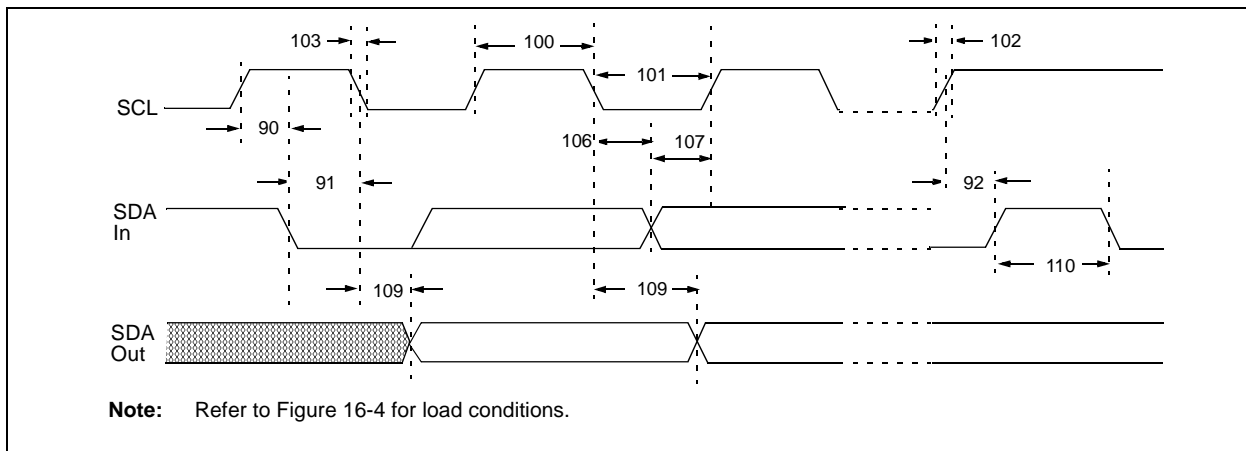 103
100
102
101
SCL
90
106
107
91
92
SDA
In
110
109
109
SDA
Out
Note: Refer to Figure 16-4 for load conditions.